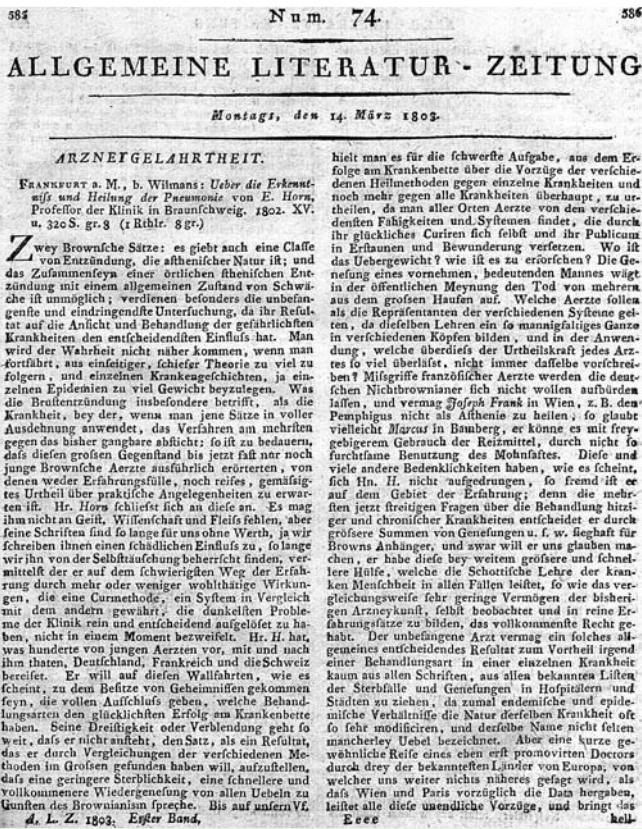 585
Num. 74.
586
ALLGEMEINE LITERATUR - ZEITUNG
Montags, den 14. März 1803.
ARZNEYGELAHRTHEIT.
Frankfurt a. M., b. Wilmans: Ueber die Erkennt-
niſs und Heilung der Pneumonie von E. Horn,
Profeſſor der Klinik in Braunſchweig. 1802. XV.
u. 320 S. gr. 8 (1 Rthlr. 8 gr.)
Zwey Brownſche Sätze: es giebt auch eine Claſſe
von Entzündung, die aſtheniſcher Natur iſt; und
das Zuſammenſeyn einer örtlichen ſtheniſchen Ent-
zündung mit einem allgemeinen Zuſtand von Schwä-
che iſt unmöglich; verdienen beſonders die unbefan-
genſte und eindringendſte Unterſuchung, da ihr Reſul-
tat auf die Anſicht und Behandlung der gefährlichſten
Krankheiten den entſcheidendſten Einfluſs hat. Man
wird der Wahrheit nicht näher kommen, wenn man
fortfährt, aus einſeitiger, ſchiefer Theorie zu viel zu
folgern, und einzelnen Krankengeſchichten, ja ein-
zelnen Epidemien zu viel Gewicht beyzulegen. Was
die Bruſtentzündung insbeſondere betrifft, als die
Krankheit, bey der, wenn man jene Sätze in voller
Ausdehnung anwendet, das Verfahren am mehrſten
gegen das bisher gangbare abſticht: ſo iſt zu bedauern,
daſs dieſen groſsen Gegenſtand bis jetzt faſt nur noch
junge Brownſche Aerzte ausführlich erörterten, von
denen weder Erfahrungsfülle, noch reifes, gemäſsig-
tes Urtheil über praktiſche Angelegenheiten zu erwar-
ten iſt. Hr. Horn ſchlieſst ſich an dieſe an. Es mag
ihm nicht an Geiſt, Wiſſenſchaft und Fleiſs fehlen, aber
ſeine Schriften ſind ſo lange für uns ohne Werth, ja wir
ſchreiben ihnen einen ſchädlichen Einfluſs zu, ſo lange
wir ihn von der Selbſttäuſchung beherrſcht finden, ver-
mittelſt der er auf dem ſchwierigſten Weg der Erfah-
rung durch mehr oder weniger wohlthätige Wirkun-
gen, die eine Curmethode, ein Syſtem in Vergleich
mit dem andern gewährt, die dunkelſten Proble-
me der Klinik rein und entſcheidend aufgelöſet zu ha-
ben, nicht in einem Moment bezweifelt. Hr. H. hat,
was hunderte von jungen Aerzten vor, mit und nach
ihm thaten, Deutſchland, Frankreich und die Schweiz
bereiſet. Er will auf dieſen Wallfahrten, wie es
ſcheint, zu dem Beſitze von Geheimniſſen gekommen
ſeyn, die vollen Aufſchluſs geben, welche Behand-
lungsarten den glücklichſten Erfolg am Krankenbette
haben. Seine Dreiſtigkeit oder Verblendung geht ſo
weit, daſs er nicht anſteht, den Satz, als ein Reſultat,
das er durch Vergleichungen der verſchiedenen Me-
thoden im Groſsen gefunden haben will, aufzuſtellen,
daſs eine geringere Sterblichkeit, eine ſchnellere und
vollkommenere Wiedergeneſung von allen Uebeln zu
Gunſten des Brownianism ſpreche. Bis auf unſern Vf.
A. L. Z. 1803. Erſter Band,
hielt man es für die ſchwerſte Aufgabe, aus dem Er-
folge am Krankenbette über die Vorzüge der verſchie-
denen Heilmethoden gegen einzelne Krankheiten und
noch mehr gegen alle Krankheiten überhaupt, zu ur-
theilen, da man aller Orten Aerzte von den verſchie-
denſten Fähigkeiten und Syſtemen findet, die durch
ihr glückliches Curiren ſich ſelbſt und ihr Publicum
in Erſtaunen und Bewunderung verſetzen. Wo iſt
das Uebergewicht? wie iſt es zu erforſchen? Die Ge-
neſung eines vornehmen, bedeutenden Mannes wägt
in der öffentlichen Meynung den Tod von mehrern
aus dem groſsen Haufen auf. Welche Aerzte ſollen
als die Repräſentanten der verſchiedenen Syſteme gel-
ten, da dieſelben Lehren ein ſo mannigfaltiges Ganze
in verſchiedenen Köpfen bilden, und in der Anwen-
dung, welche überdieſs der Urtheilskraft jedes Arz-
tes ſo viel überläſst, nicht immer daſſelbe vorſchrei-
ben? Miſsgriffe franzöſiſcher Aerzte werden die deut-
ſchen Nichtbrownianer ſich nicht wollen aufbürden
laſſen, und vermag Joſeph Frank in Wien, z. B. den
Pemphigus nicht als Aſthenie zu heilen, ſo glaubt
vielleicht Marcus in Bamberg, er könne es mit frey-
gebigerem Gebrauch der Reizmittel, durch nicht ſo
furchtſame Benutzung des Mohnſaftes. Dieſe und
viele andere Bedenklichkeiten haben, wie es ſcheint,
ſich Hn. H. nicht aufgedrungen, ſo fremd iſt er
auf dem Gebiet der Erfahrung; denn die mehr-
ſten jetzt ſtreitigen Fragen über die Behandlung hitzi-
ger und chroniſcher Krankheiten entſcheidet er durch
gröſsere Summen von Geneſungen u. ſ. w. ſieghaft für
Browns Anhänger, und zwar will er uns glauben ma-
chen, er habe dieſe bey weitem gröſsere und ſchnel-
lere Hülfe, welche die Schottiſche Lehre der kran-
ken Menſchheit in allen Fällen leiſtet, ſo wie das ver-
gleichungsweiſe ſehr geringe Vermögen der bisheri-
gen Arzneykunſt, ſelbſt beobachtet und in reine Er-
fahrungsſätze zu bilden, das vollkommenſte Recht ge-
habt. Der unbefangene Arzt vermag ein ſolches all-
gemeines entſcheidendes Reſultat zum Vortheil irgend
einer Behandlungsart in einer einzelnen Krankheit
kaum aus allen Schriften, aus allen bekannten Liſten
der Sterbfälle und Geneſungen in Hoſpitälern und
Städten zu ziehen, da zumal endemiſche und epide-
miſche Verhältniſſe die Natur derſelben Krankheit oft
ſo ſehr modificiren, und derſelbe Name nicht ſelten
mancherley Uebel bezeichnet. Aber eine kurze ge-
wöhnliche Reiſe eines eben erſt promovirten Doctors
durch drey der bekannteſten Länder von Europa, von
welcher uns weiter nichts näheres geſagt wird, als
daſs Wien und Paris vorzüglich die Data hergaben,
leiſtet alle dieſe unendliche Vorzüge, und bringt das
Eeee
hell-